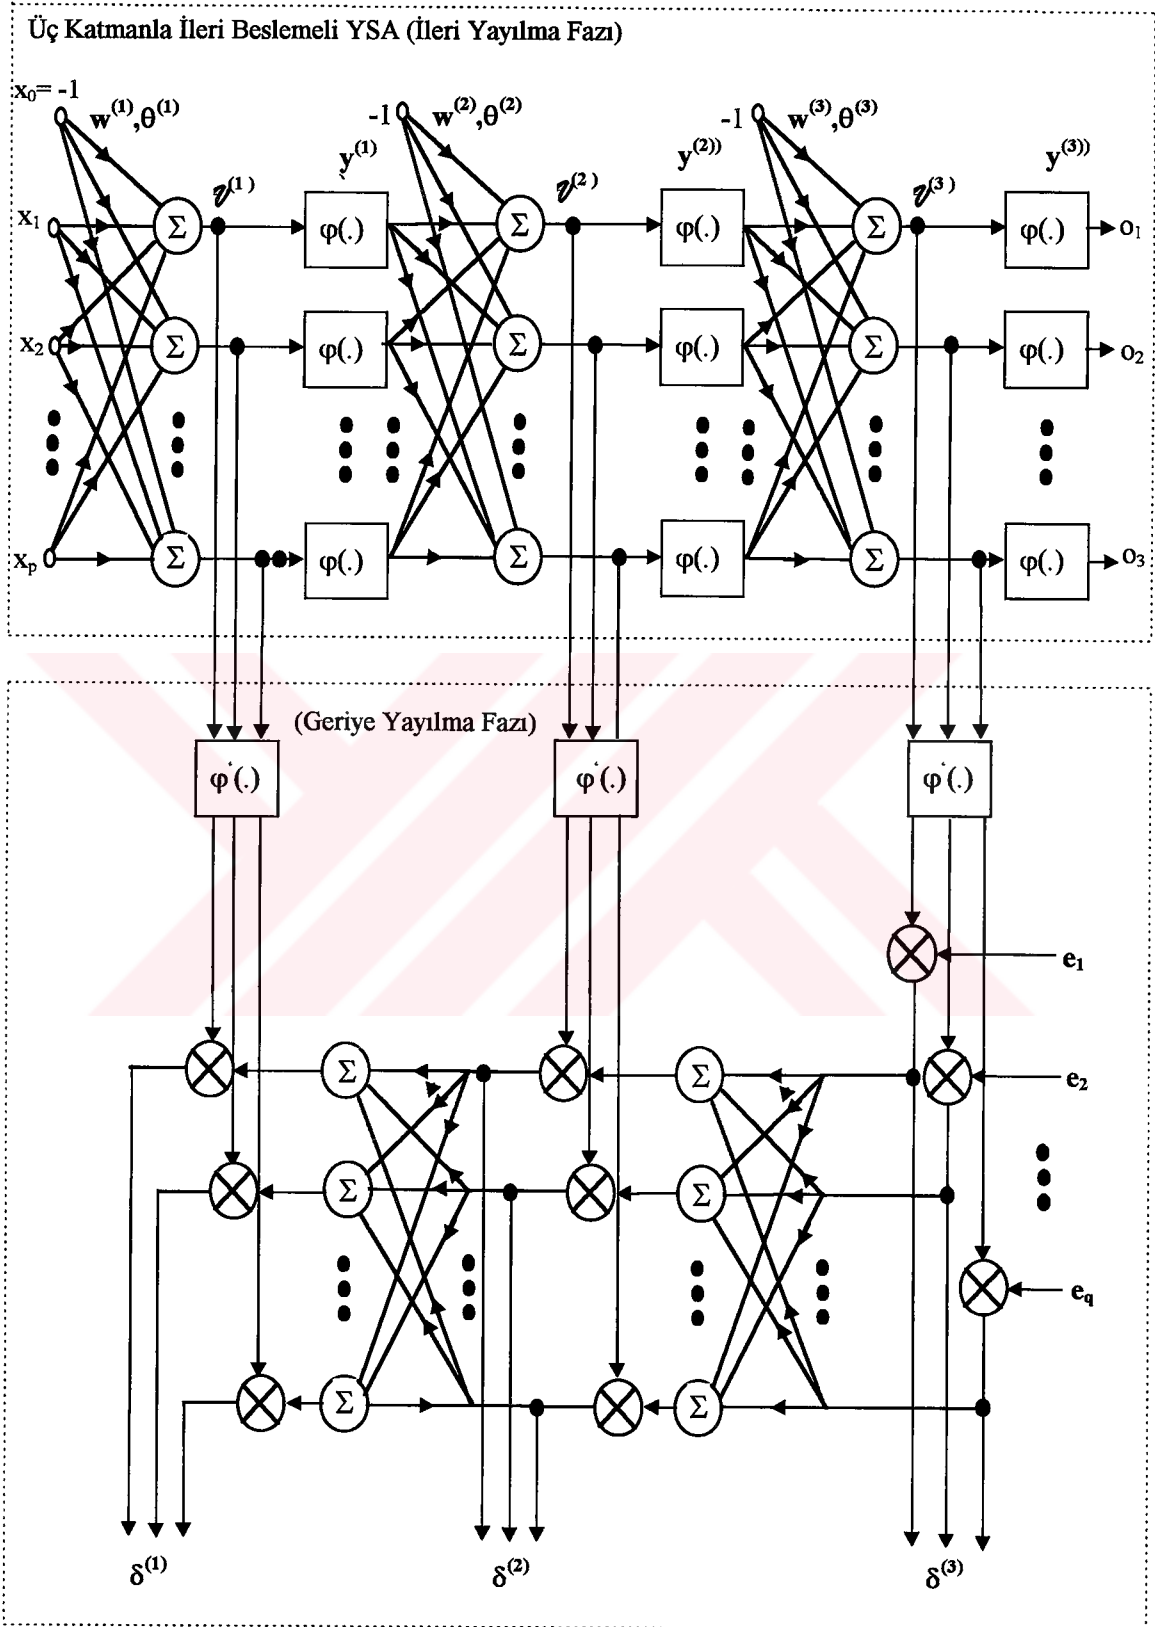 Üç Katmanla İleri Beslemeli YSA (İleri Yayılma Fazı)
x₀= -1
w⁽¹⁾,θ⁽¹⁾
-1
w⁽²⁾,θ⁽²⁾
-1
w⁽³⁾,θ⁽³⁾
y⁽¹⁾
y⁽²⁾⁾
y⁽³⁾⁾
v⁽¹⁾
v⁽²⁾
v⁽³⁾
x₁ Σ φ(.) Σ φ(.) Σ φ(.) o₁
x₂ Σ φ(.) Σ φ(.) Σ φ(.) o₂
xₚ Σ φ(.) Σ φ(.) Σ φ(.) o₃
(Geriye Yayılma Fazı)
φ'(.) φ'(.) φ'(.)
e₁
Σ Σ e₂
Σ Σ
e_q
Σ Σ
δ⁽¹⁾ δ⁽²⁾ δ⁽³⁾